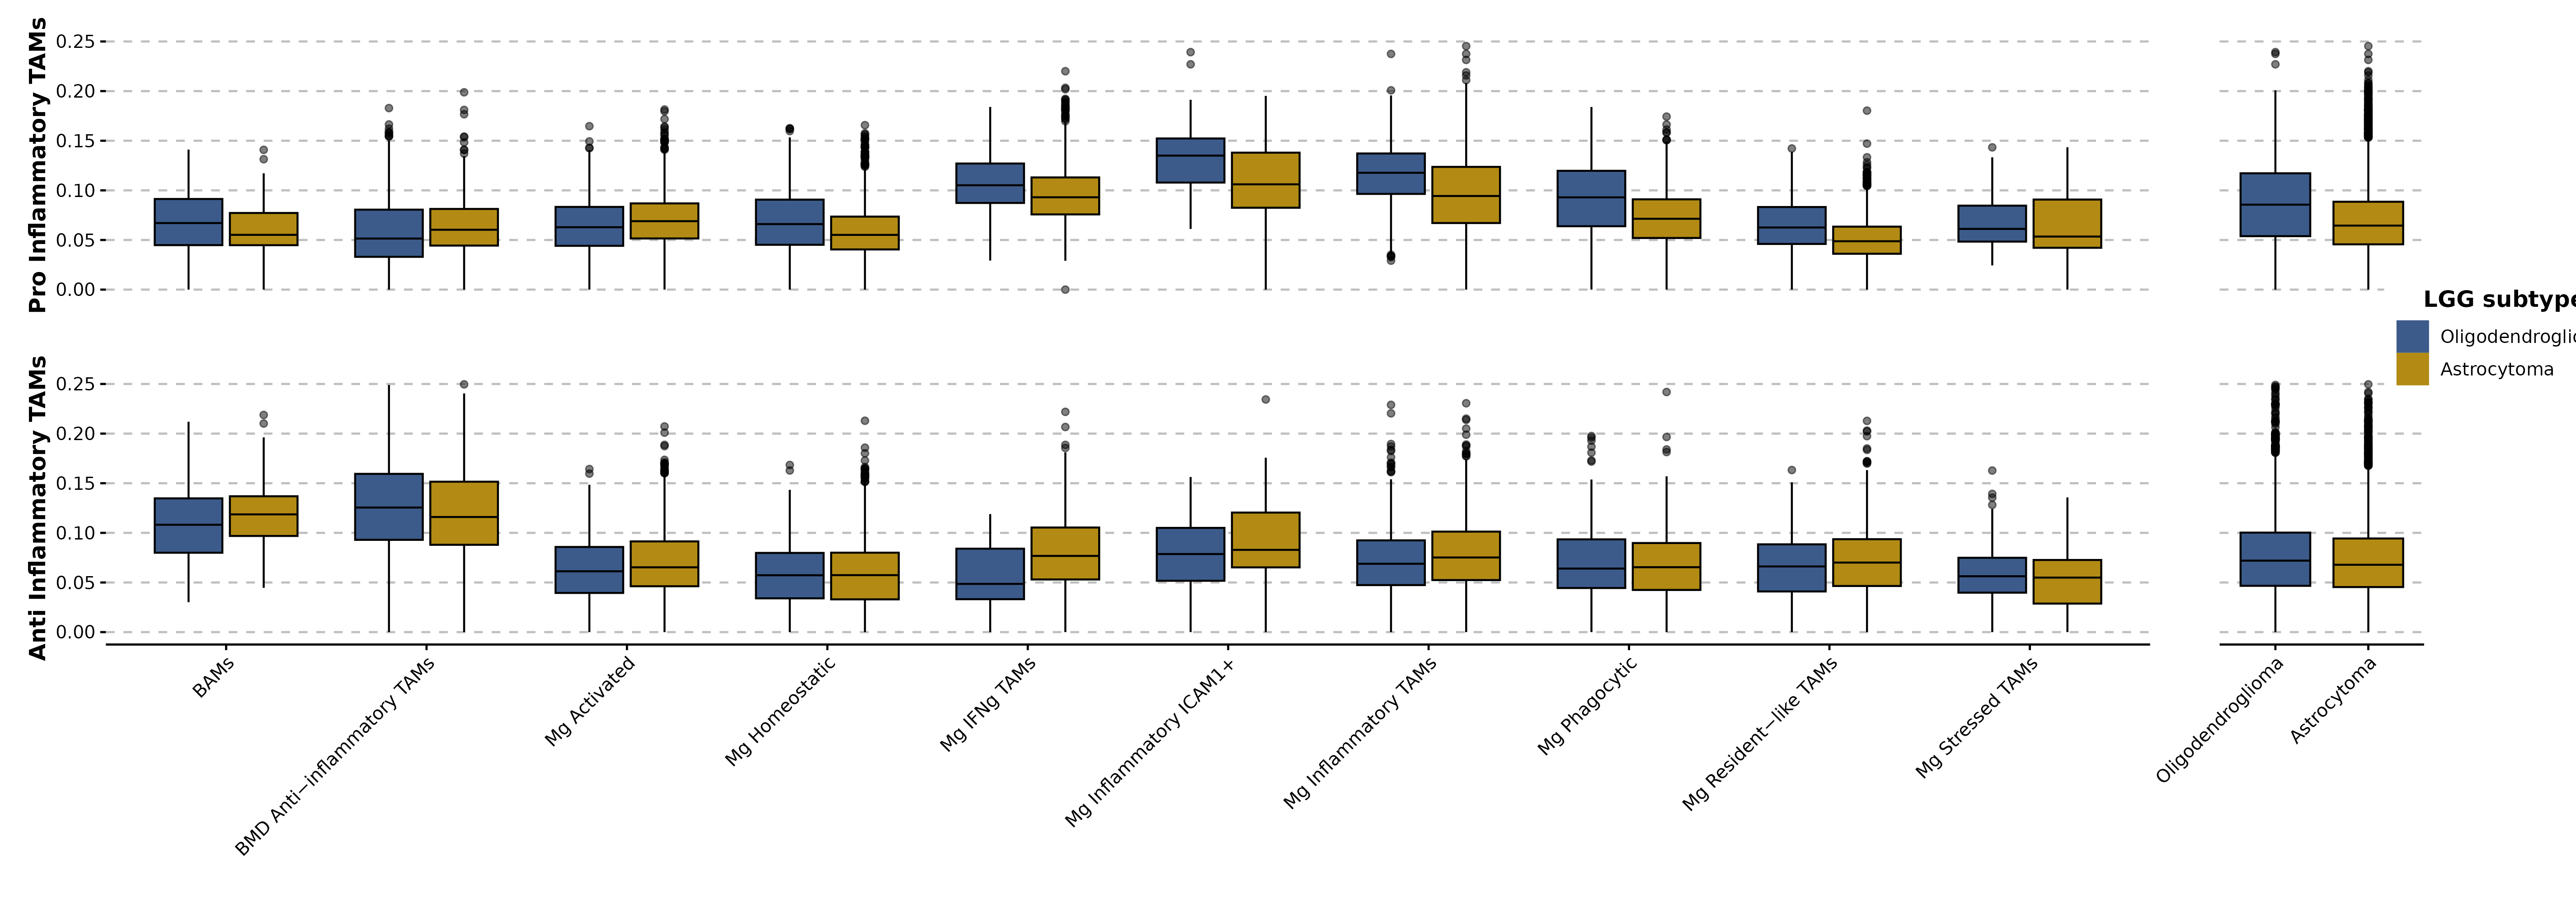 Pro Inflammatory TAMs
0.25
0.20
0.15
0.10
0.05
0.00
LGG subtype
Oligodendrogli
Astrocytoma
Anti Inflammatory TAMs
0.25
0.20
0.15
0.10
0.05
0.00
BAMs
BMD Anti−inflammatory TAMs
Mg Activated
Mg Homeostatic
Mg IFNg TAMs
Mg Inflammatory ICAM1+
Mg Inflammatory TAMs
Mg Phagocytic
Mg Resident−like TAMs
Mg Stressed TAMs
Oligodendroglioma
Astrocytoma